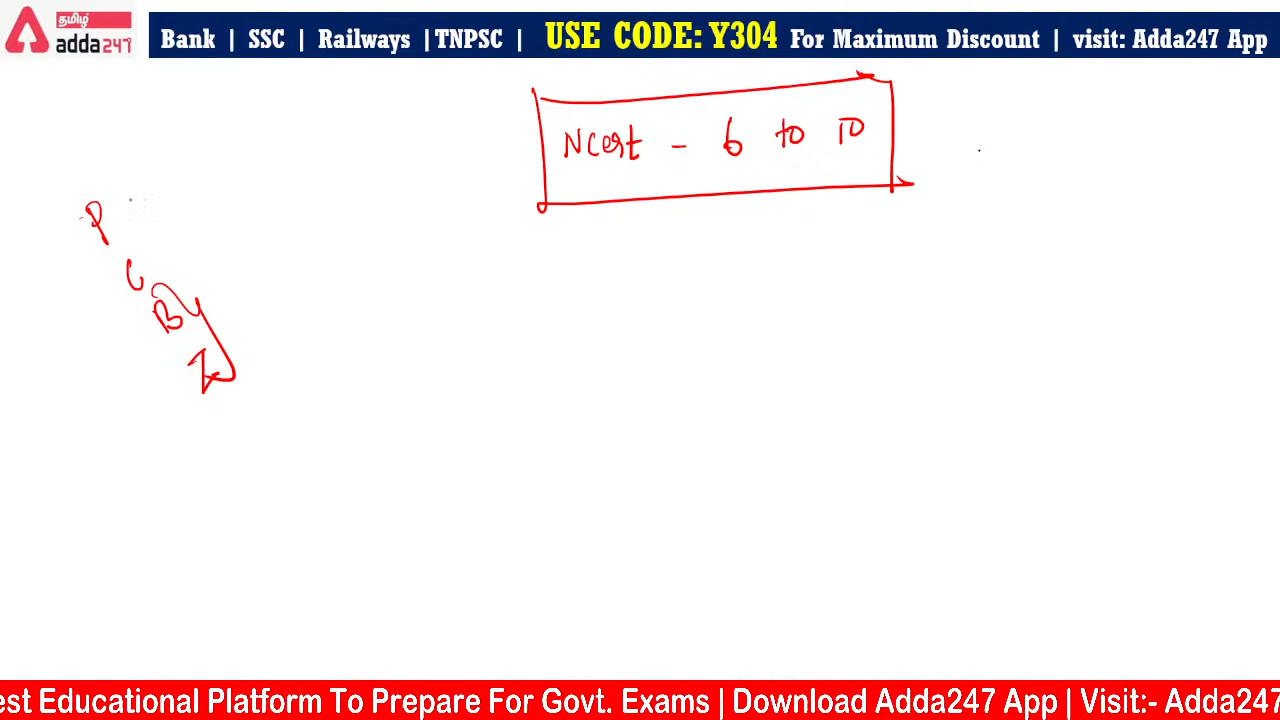 தமிழ்
adda247
Bank | SSC | Railways |TNPSC | USE CODE: Y304 For Maximum Discount | visit: Adda247 App
Ncert - 6 to 10
P
C
B
Z
est Educational Platform To Prepare For Govt. Exams | Download Adda247 App | Visit:- Adda247